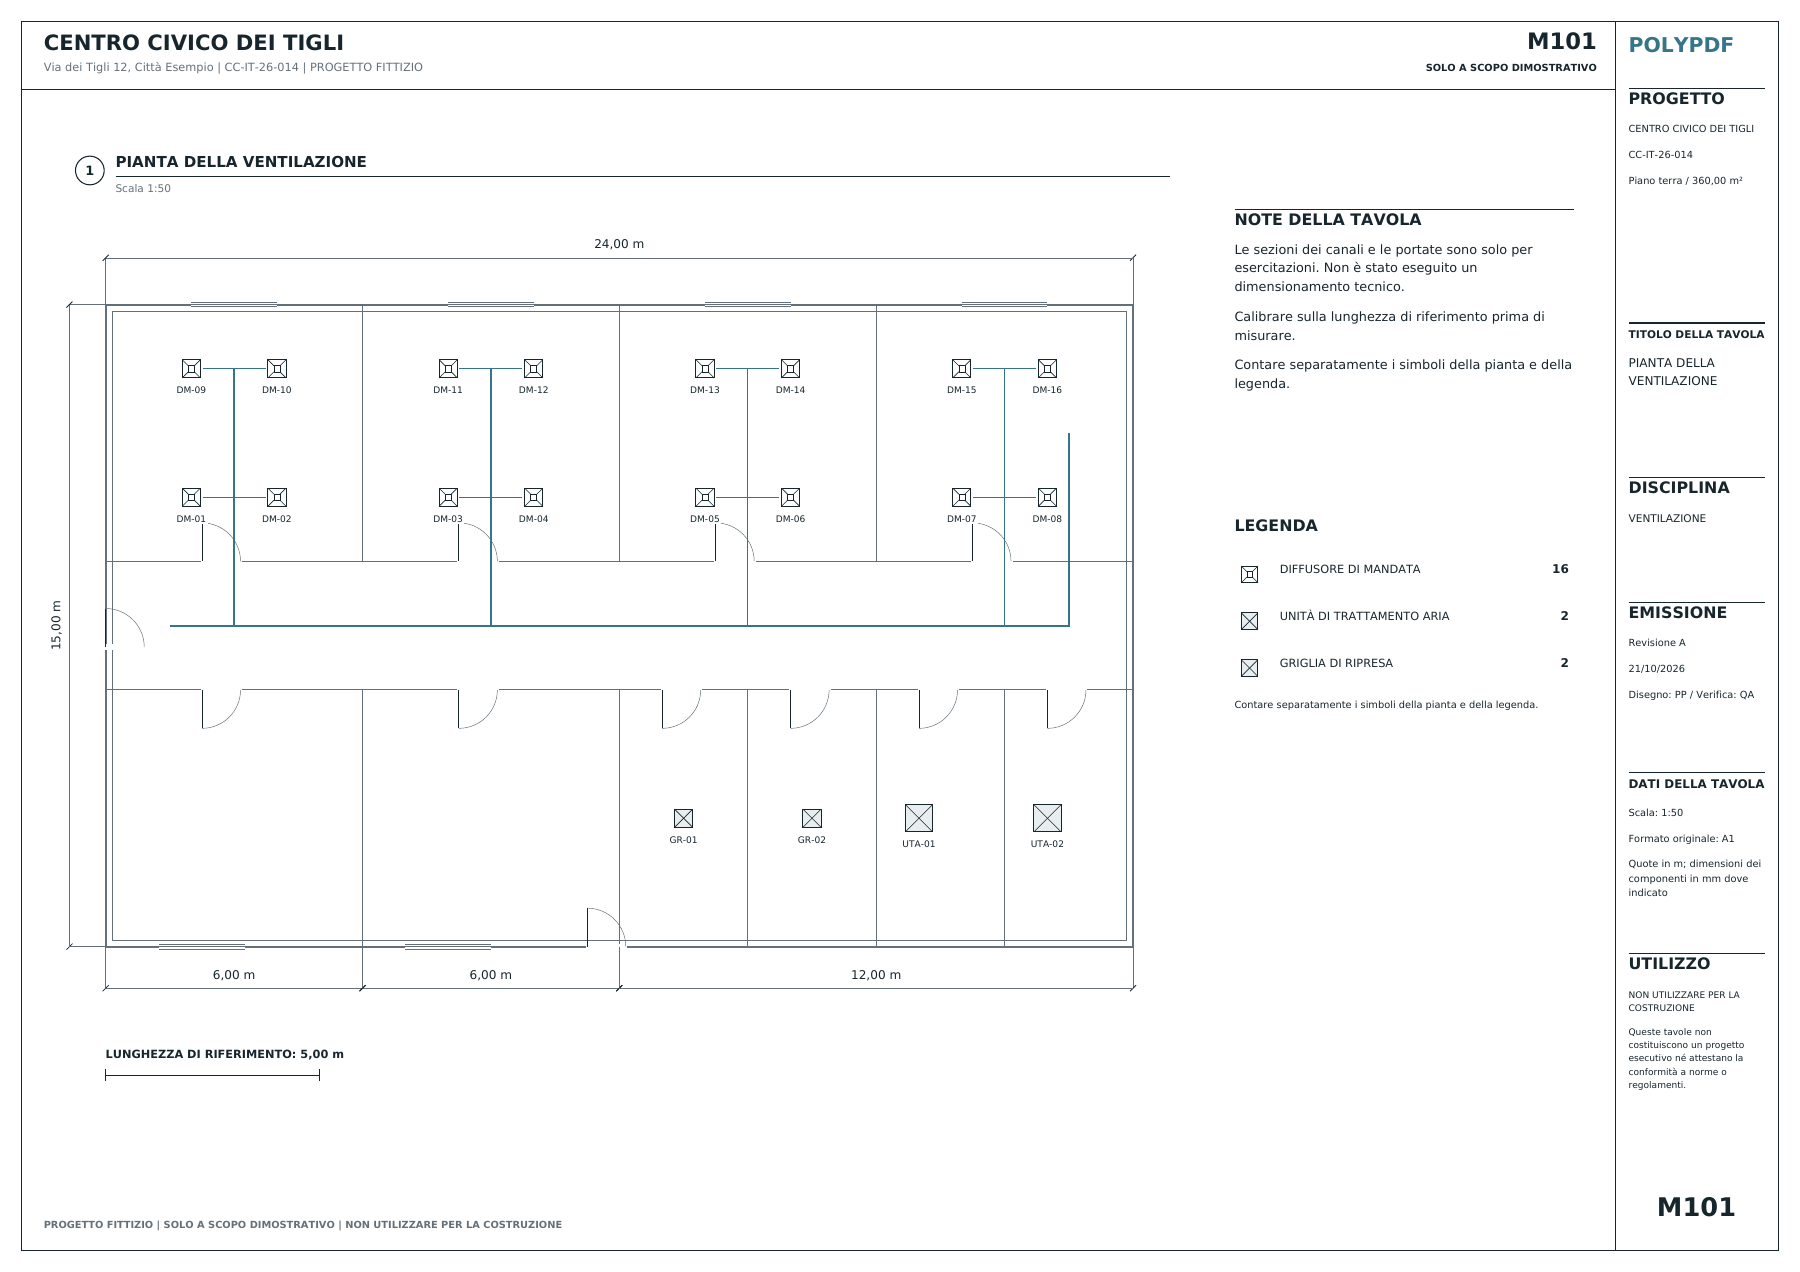 CENTRO CIVICO DEI TIGLI
Via dei Tigli 12, Città Esempio | CC-IT-26-014 | PROGETTO FITTIZIO
M101
SOLO A SCOPO DIMOSTRATIVO
1
PIANTA DELLA VENTILAZIONE
Scala 1:50
24,00 m
15,00 m
DM-09
DM-10
DM-11
DM-12
DM-13
DM-14
DM-15
DM-16
DM-01
DM-02
DM-03
DM-04
DM-05
DM-06
DM-07
DM-08
GR-01
GR-02
UTA-01
UTA-02
6,00 m
6,00 m
12,00 m
LUNGHEZZA DI RIFERIMENTO: 5,00 m
NOTE DELLA TAVOLA
Le sezioni dei canali e le portate sono solo per
esercitazioni. Non è stato eseguito un
dimensionamento tecnico.
Calibrare sulla lunghezza di riferimento prima di
misurare.
Contare separatamente i simboli della pianta e della
legenda.
LEGENDA
DIFFUSORE DI MANDATA 16
UNITÀ DI TRATTAMENTO ARIA 2
GRIGLIA DI RIPRESA 2
Contare separatamente i simboli della pianta e della legenda.
POLYPDF
PROGETTO
CENTRO CIVICO DEI TIGLI
CC-IT-26-014
Piano terra / 360,00 m²
TITOLO DELLA TAVOLA
PIANTA DELLA
VENTILAZIONE
DISCIPLINA
VENTILAZIONE
EMISSIONE
Revisione A
21/10/2026
Disegno: PP / Verifica: QA
DATI DELLA TAVOLA
Scala: 1:50
Formato originale: A1
Quote in m; dimensioni dei
componenti in mm dove
indicato
UTILIZZO
NON UTILIZZARE PER LA
COSTRUZIONE
Queste tavole non
costituiscono un progetto
esecutivo né attestano la
conformità a norme o
regolamenti.
M101
PROGETTO FITTIZIO | SOLO A SCOPO DIMOSTRATIVO | NON UTILIZZARE PER LA COSTRUZIONE